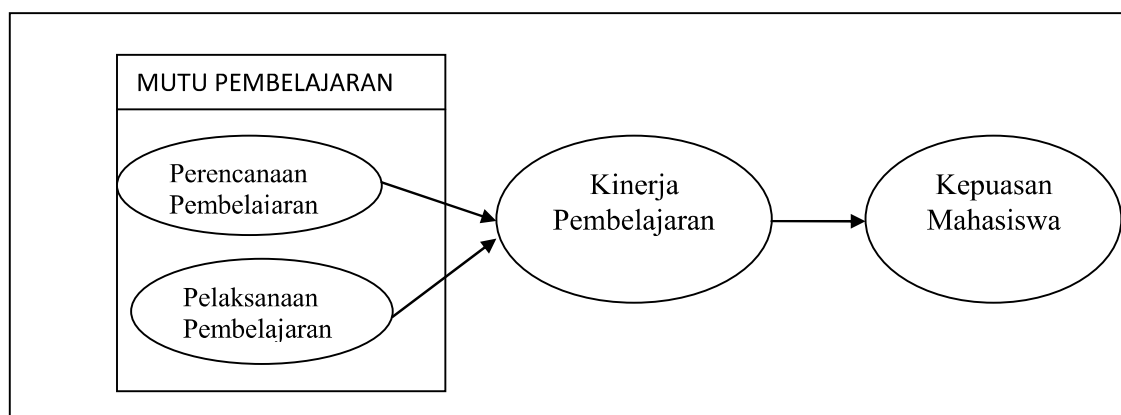 MUTU PEMBELAJARAN
Perencanaan
Pembelajaran
Pelaksanaan
Pembelajaran
Kinerja
Pembelajaran
Kepuasan
Mahasiswa